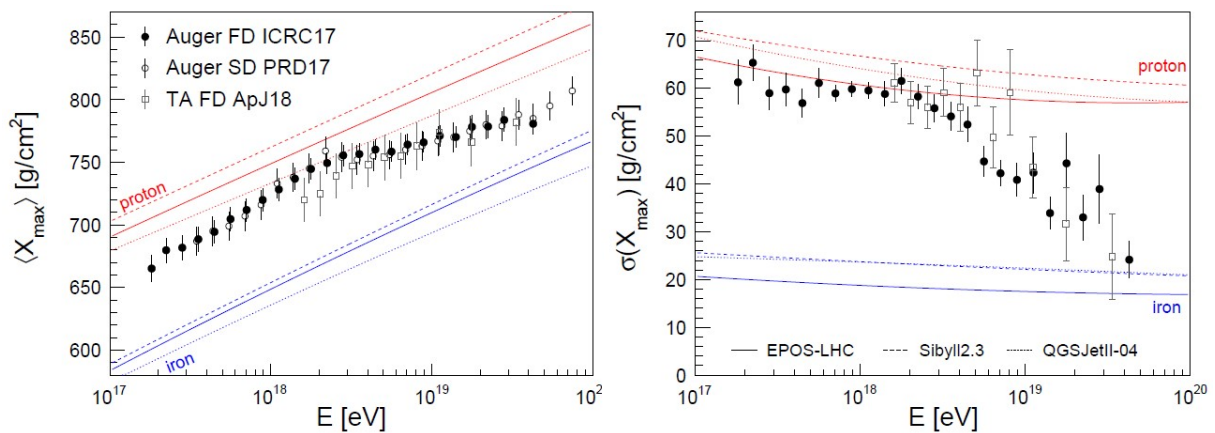 850
800
750
700
650
600
⟨X_max⟩ [g/cm²]
Auger FD ICRC17
Auger SD PRD17
TA FD ApJ18
proton
iron
10^17
10^18
10^19
10^2
E [eV]
70
60
50
40
30
20
10
0
σ(X_max) [g/cm²]
proton
iron
EPOS-LHC
Sibyll2.3
QGSJetII-04
10^17
10^18
10^19
10^20
E [eV]